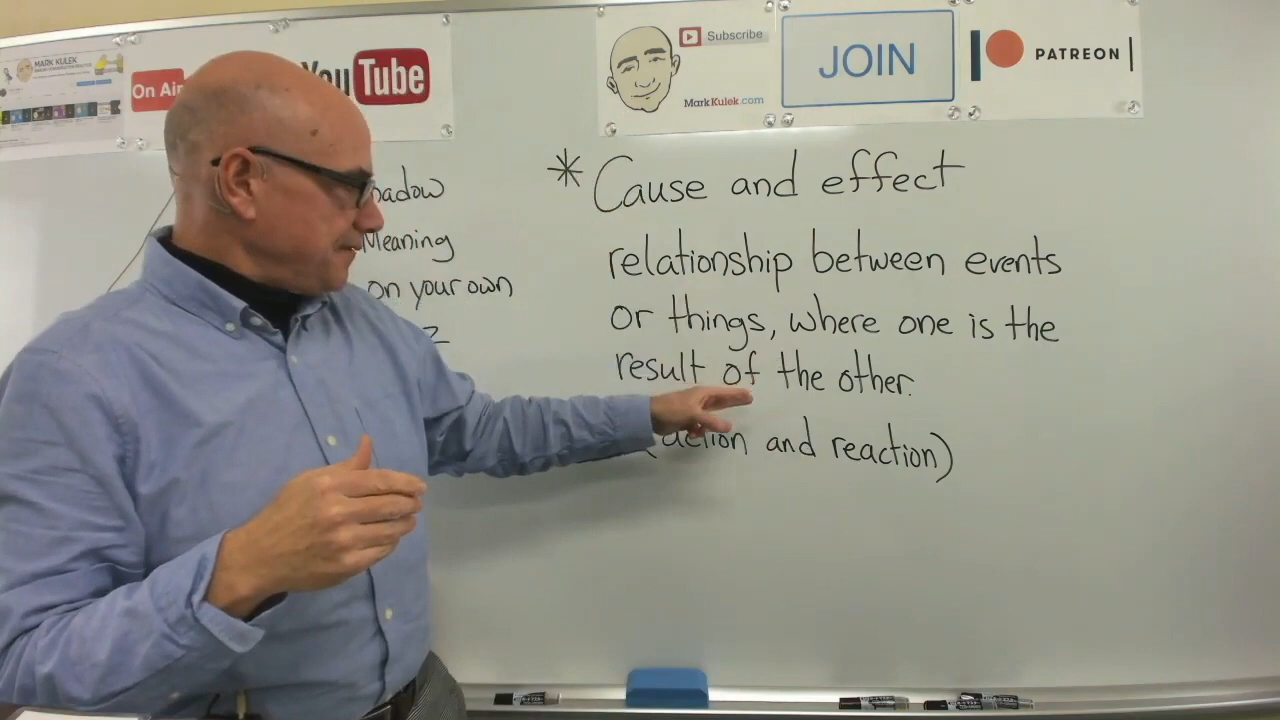 MARK KULEK
On Air
YouTube
Subscribe
MarkKulek.com
JOIN
PATREON
hadow
Meaning
on your own
* Cause and effect
relationship between events
or things, where one is the
result of the other.
(action and reaction)